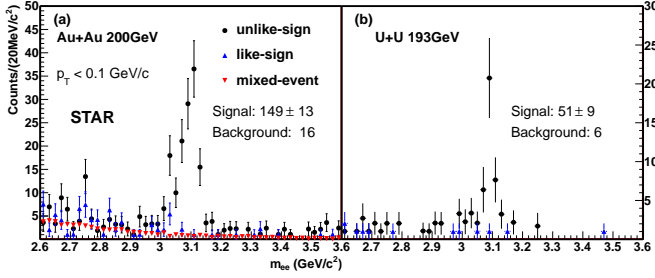 (a)
Au+Au 200GeV
p_T < 0.1 GeV/c
STAR
unlike-sign
like-sign
mixed-event
Signal: 149 ± 13
Background: 16
Counts/(20MeV/c²)
50
45
40
35
30
25
20
15
10
5
2.6 2.7 2.8 2.9 3 3.1 3.2 3.3 3.4 3.5 3.6
(b)
U+U 193GeV
Signal: 51 ± 9
Background: 6
30
25
20
15
10
5
2.7 2.8 2.9 3 3.1 3.2 3.3 3.4 3.5 3.6
m_ee (GeV/c²)